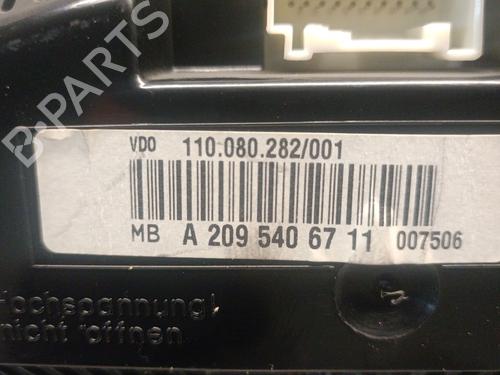 B-PARTS
VDO 110.080.282/001
MB A 209 540 67 11 007506
Hochspannung!
nicht öffnen